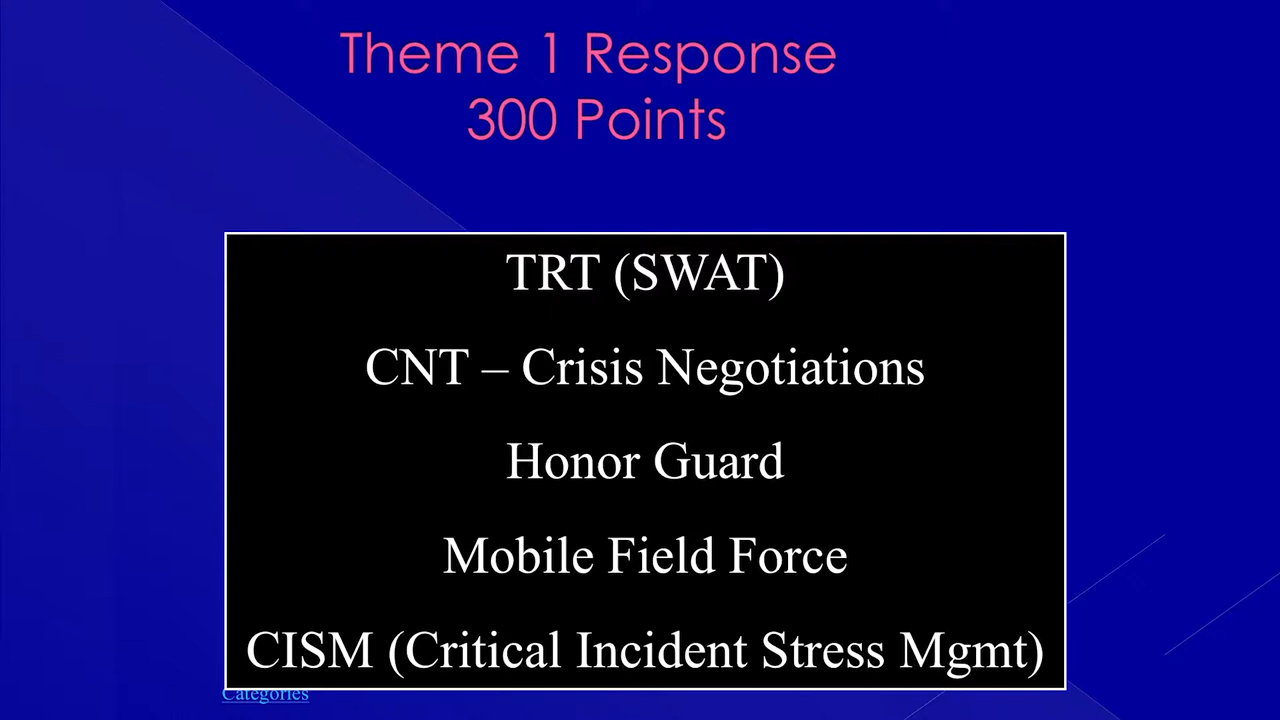 Theme 1 Response
300 Points
TRT (SWAT)
CNT – Crisis Negotiations
Honor Guard
Mobile Field Force
CISM (Critical Incident Stress Mgmt)
Categories